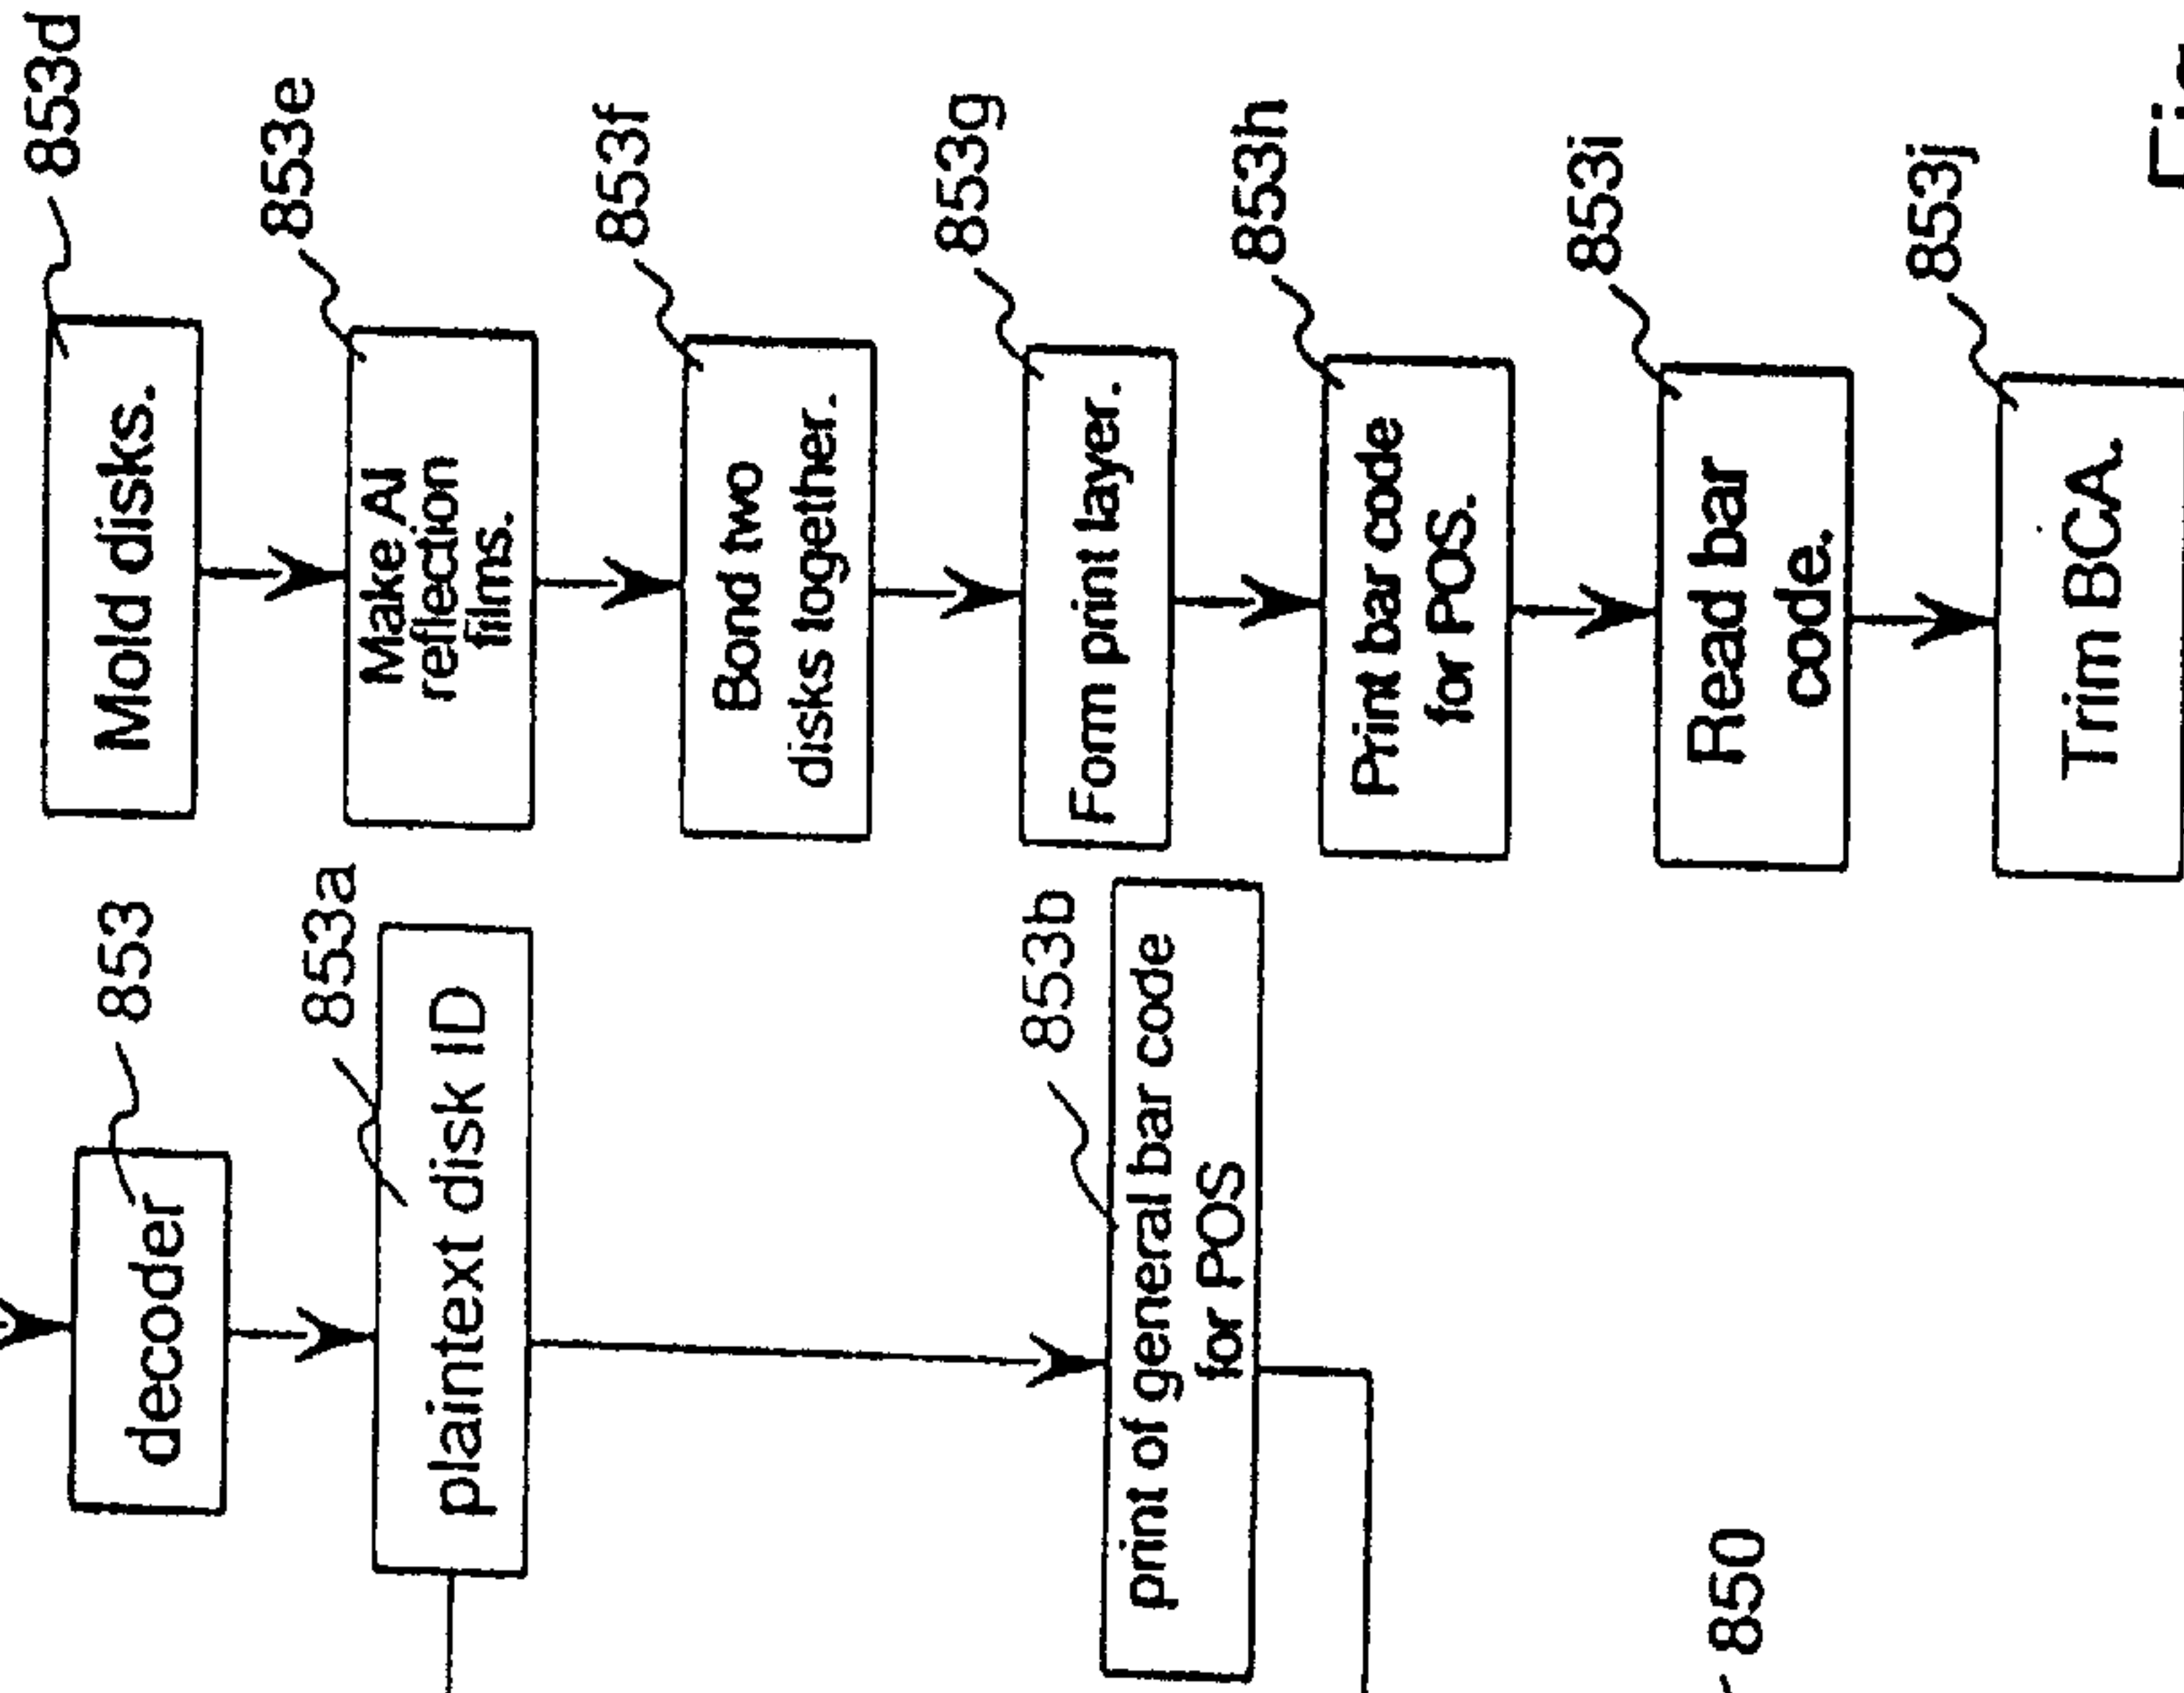 853
decoder
853a
plaintext disk ID
853b
print of general bar code
for POS
850
853d
Mold disks.
853e
Make Al
reflection
films.
853f
Bond two
disks together.
853g
Form print layer.
853h
Print bar code
for POS.
853i
Read bar
code.
853j
Trim BCA.